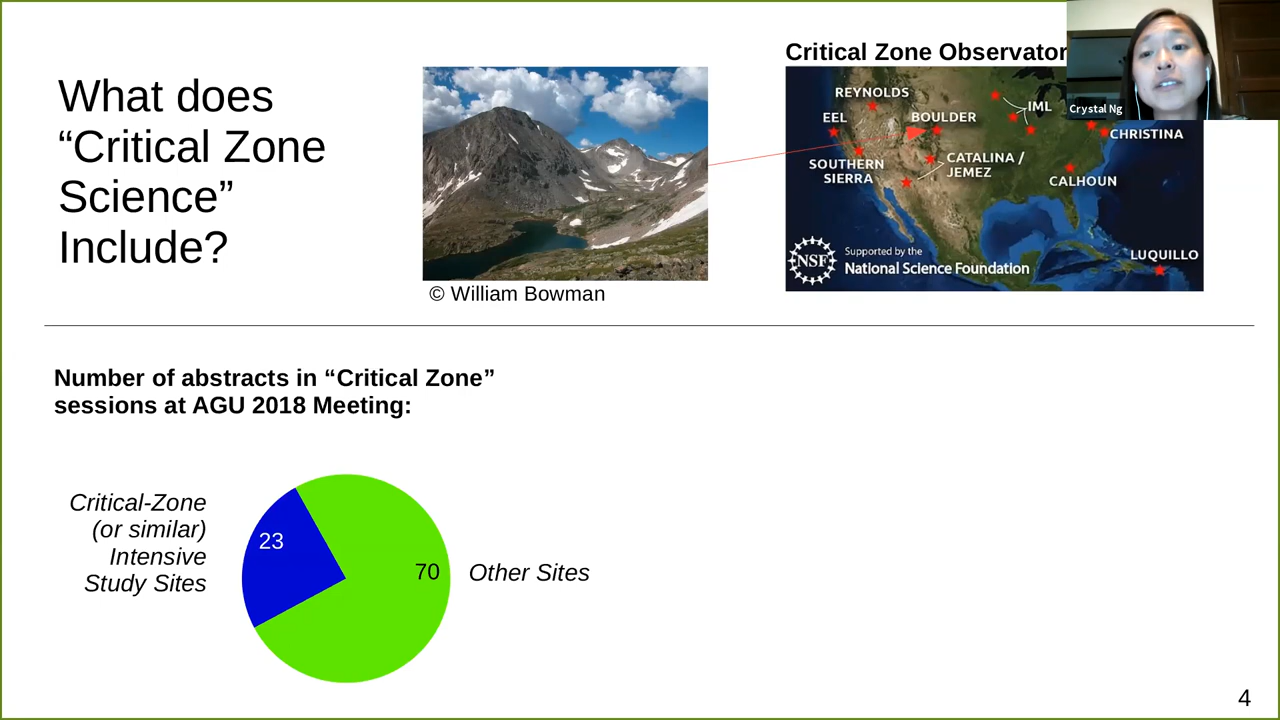 What does
“Critical Zone
Science”
Include?
© William Bowman
Critical Zone
REYNOLDS
IML
EEL
BOULDER
CHRISTINA
SOUTHERN
SIERRA
CATALINA /
JEMEZ
CALHOUN
LUQUILLO
NSF
Supported by the
National Science Foundation
Crystal Ng
Number of abstracts in “Critical Zone”
sessions at AGU 2018 Meeting:
Critical-Zone
(or similar)
Intensive
Study Sites
23
70
Other Sites
4